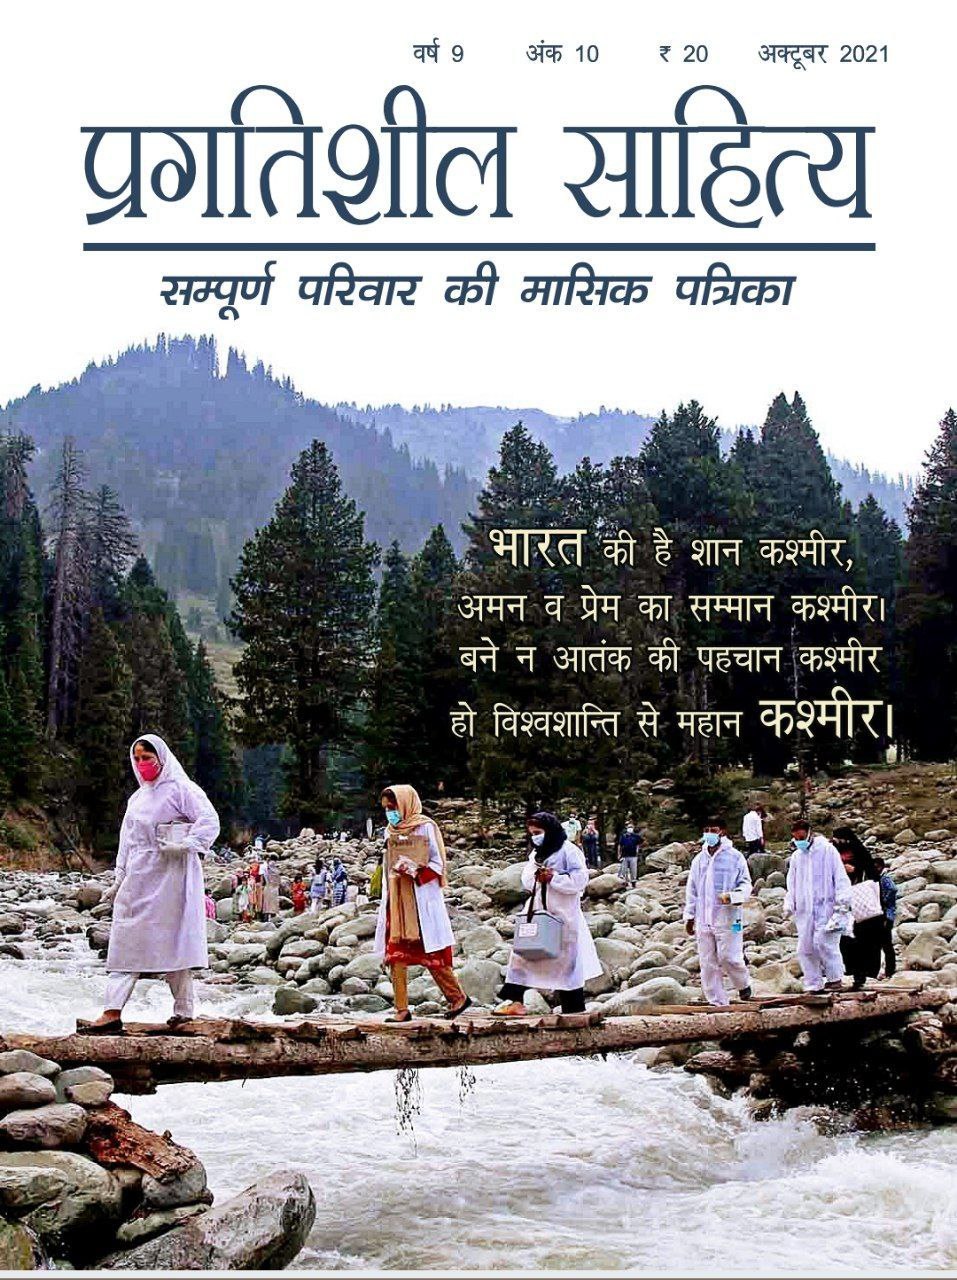 वर्ष 9 अंक 10 ₹ 20 अक्टूबर 2021
प्रगतिशील साहित्य
सम्पूर्ण परिवार की मासिक पत्रिका
भारत की है शान कश्मीर,
अमन व प्रेम का सम्मान कश्मीर।
बने न आतंक की पहचान कश्मीर
हो विश्वशान्ति से महान कश्मीर।